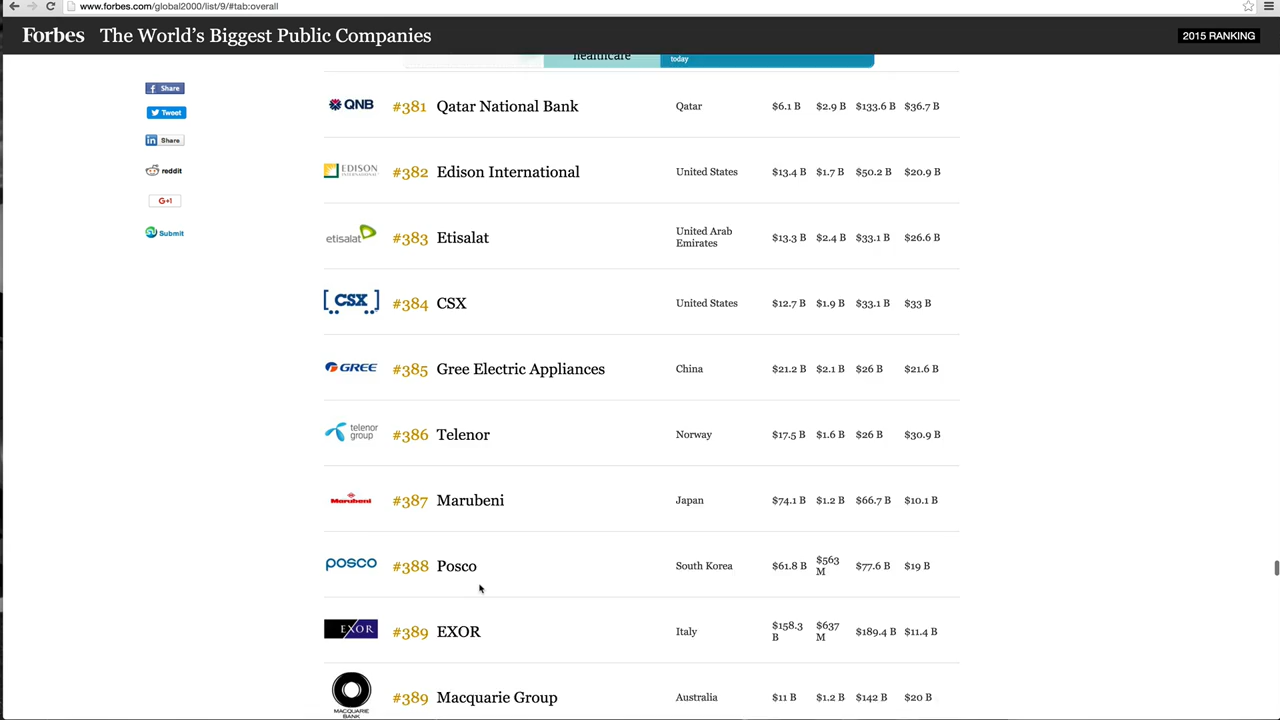 www.forbes.com/global2000/list/9/#tab:overall
Forbes The World's Biggest Public Companies 2015 RANKING
healthcare today
Share
Tweet
Share
reddit
G+1
Submit
QNB #381 Qatar National Bank Qatar $6.1 B $2.9 B $133.6 B $36.7 B
EDISON INTERNATIONAL #382 Edison International United States $13.4 B $1.7 B $50.2 B $20.9 B
etisalat #383 Etisalat United Arab Emirates $13.3 B $2.4 B $33.1 B $26.6 B
CSX #384 CSX United States $12.7 B $1.9 B $33.1 B $33 B
GREE #385 Gree Electric Appliances China $21.2 B $2.1 B $26 B $21.6 B
telenor group #386 Telenor Norway $17.5 B $1.6 B $26 B $30.9 B
Marubeni #387 Marubeni Japan $74.1 B $1.2 B $66.7 B $10.1 B
posco #388 Posco South Korea $61.8 B $563 M $77.6 B $19 B
EXOR #389 EXOR Italy $158.3 B $637 M $189.4 B $11.4 B
MACQUARIE BANK #389 Macquarie Group Australia $11 B $1.2 B $142 B $20 B